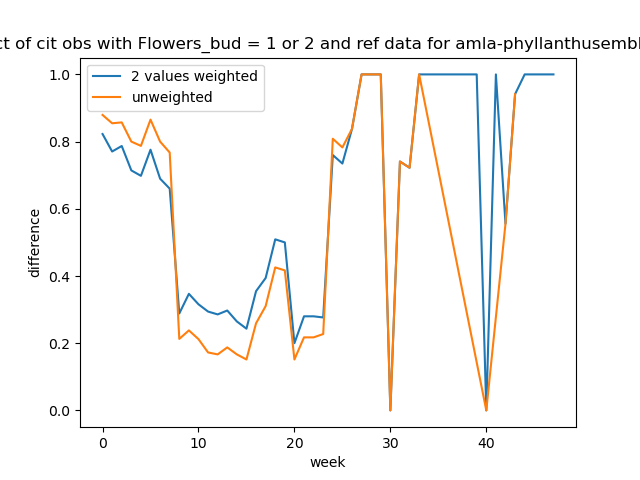 ct of cit obs with Flowers_bud = 1 or 2 and ref data for amla-phyllanthusembl
2 values weighted
unweighted
1.0
0.8
0.6
0.4
0.2
0.0
difference
0 10 20 30 40
week